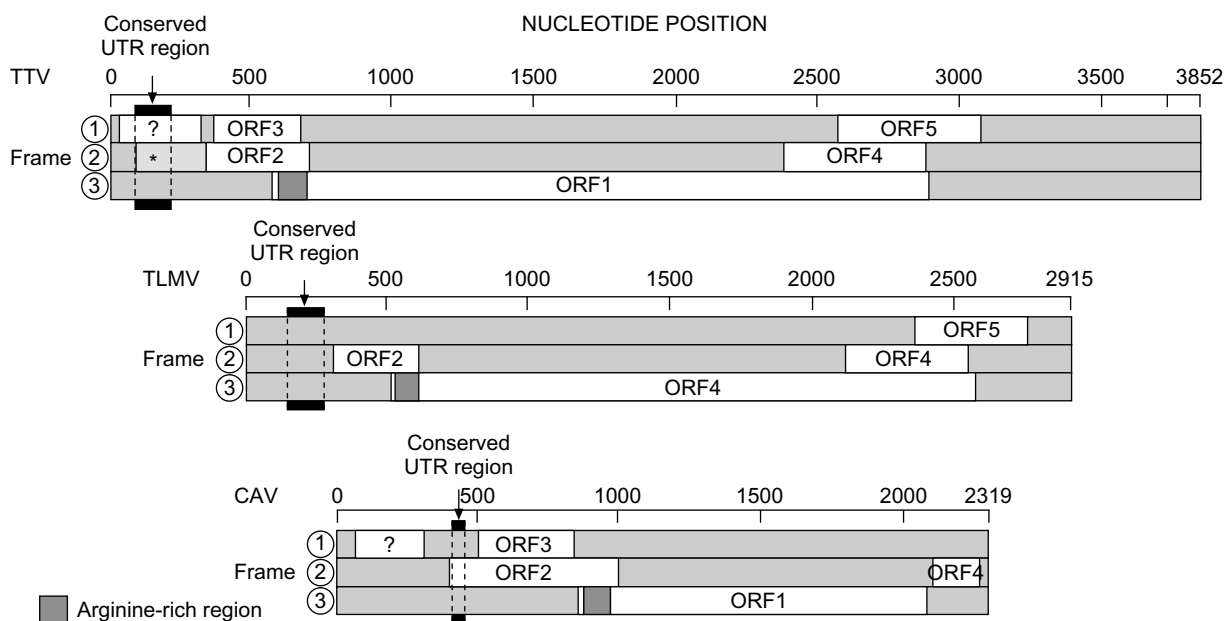 Conserved
UTR region
NUCLEOTIDE POSITION
TTV 0 500 1000 1500 2000 2500 3000 3500 3852
1 ? ORF3 ORF5
Frame 2 * ORF2 ORF4
3 ORF1
Conserved
UTR region
TLMV 0 500 1000 1500 2000 2500 2915
1 ORF5
Frame 2 ORF2 ORF4
3 ORF4
Conserved
UTR region
CAV 0 500 1000 1500 2000 2319
1 ? ORF3
Frame 2 ORF2 ORF4
3 ORF1
Arginine-rich region